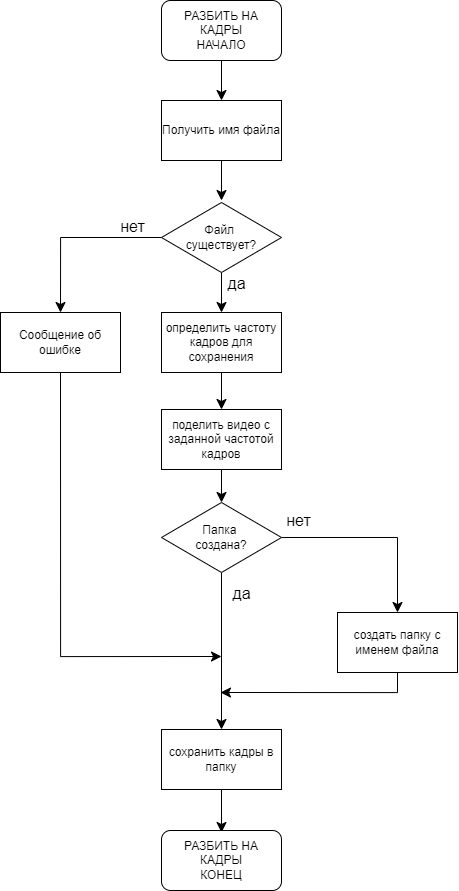 РАЗБИТЬ НА
КАДРЫ
НАЧАЛО
Получить имя файла
Файл
существует?
нет
да
Сообщение об
ошибке
определить частоту
кадров для
сохранения
поделить видео с
заданной частотой
кадров
Папка
создана?
нет
да
создать папку с
именем файла
сохранить кадры в
папку
РАЗБИТЬ НА
КАДРЫ
КОНЕЦ